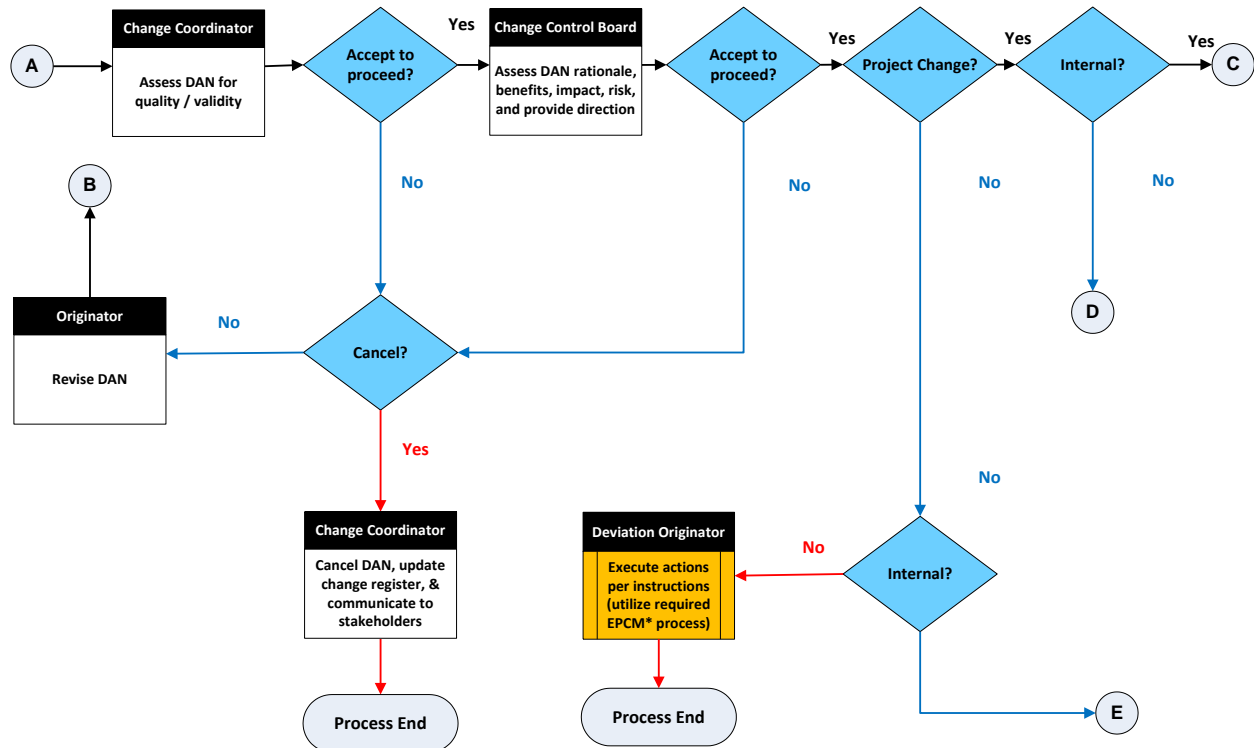 A
Change Coordinator
Assess DAN for
quality / validity
Accept to
proceed?
Yes
Change Control Board
Assess DAN rationale,
benefits, impact, risk,
and provide direction
Accept to
proceed?
Yes
Project Change?
Yes
Internal?
Yes
C
No
No
No
No
B
D
Originator
Revise DAN
No
Cancel?
Yes
No
Change Coordinator
Cancel DAN, update
change register, &
communicate to
stakeholders
Process End
Deviation Originator
Execute actions
per instructions
(utilize required
EPCM* process)
No
Internal?
Process End
E